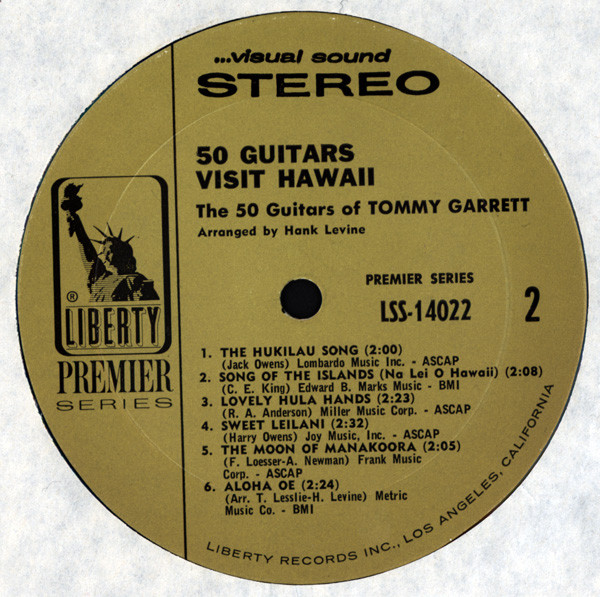 ...visual sound
STEREO
50 GUITARS
VISIT HAWAII
The 50 Guitars of TOMMY GARRETT
Arranged by Hank Levine
®
LIBERTY
PREMIER
SERIES
PREMIER SERIES
LSS-14022
2
1. THE HUKILAU SONG (2:00)
(Jack Owens) Lombardo Music Inc. - ASCAP
2. SONG OF THE ISLANDS (Na Lei O Hawaii) (2:08)
(C. E. King) Edward B. Marks Music - BMI
3. LOVELY HULA HANDS (2:23)
(R. A. Anderson) Miller Music Corp. - ASCAP
4. SWEET LEILANI (2:32)
(Harry Owens) Joy Music, Inc. - ASCAP
5. THE MOON OF MANAKOORA (2:05)
(F. Loesser-A. Newman) Frank Music
Corp. - ASCAP
6. ALOHA OE (2:24)
(Arr. T. Lesslie-H. Levine) Metric
Music Co. - BMI
LIBERTY RECORDS INC., LOS ANGELES, CALIFORNIA